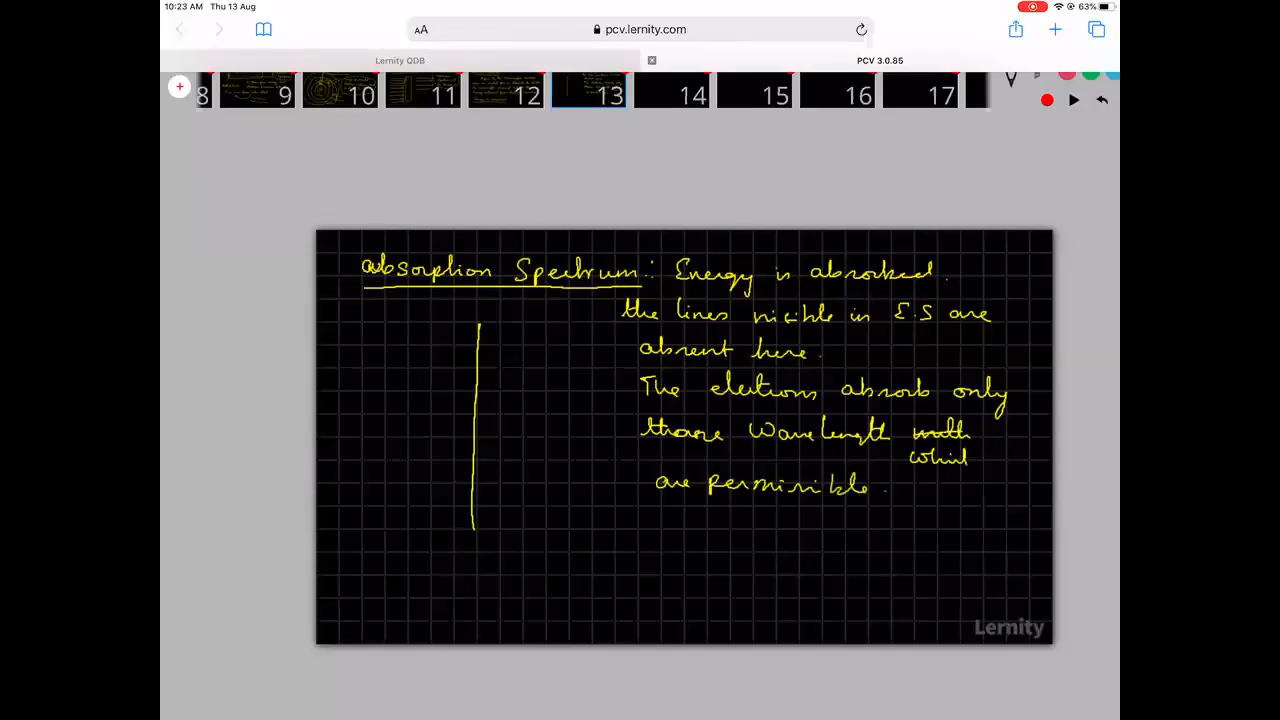 10:23 AM Thu 13 Aug
63%
AA
pcv.lernity.com
Lernity QDB
PCV 3.0.85
8 9 10 11 12 13 14 15 16 17
absorption Spectrum: Energy is absorbed.
the lines visible in E.S are
absent here.
The electrons absorb only
those Wavelength
which
are permissible.
Lernity